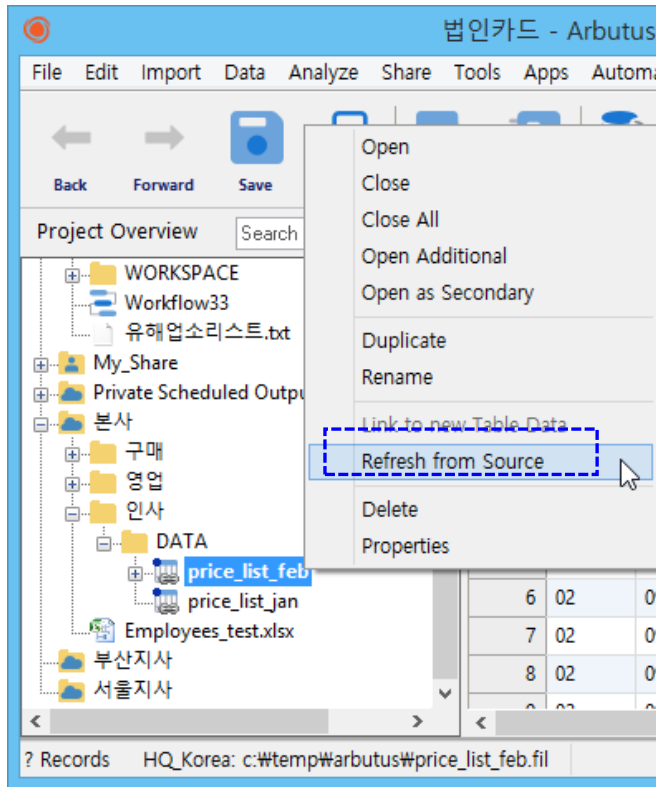 법인카드 - Arbutus
File Edit Import Data Analyze Share Tools Apps Automa
Back Forward Save
Project Overview Search
WORKSPACE
Workflow33
유해업소리스트.txt
My_Share
Private Scheduled Outpu
본사
구매
영업
인사
DATA
price_list_feb
price_list_jan
Employees_test.xlsx
부산지사
서울지사
Open
Close
Close All
Open Additional
Open as Secondary
Duplicate
Rename
Link to new Table Data
Refresh from Source
Delete
Properties
6 02 0
7 02 0
8 02 0
? Records HQ_Korea: c:₩temp₩arbutus₩price_list_feb.fil